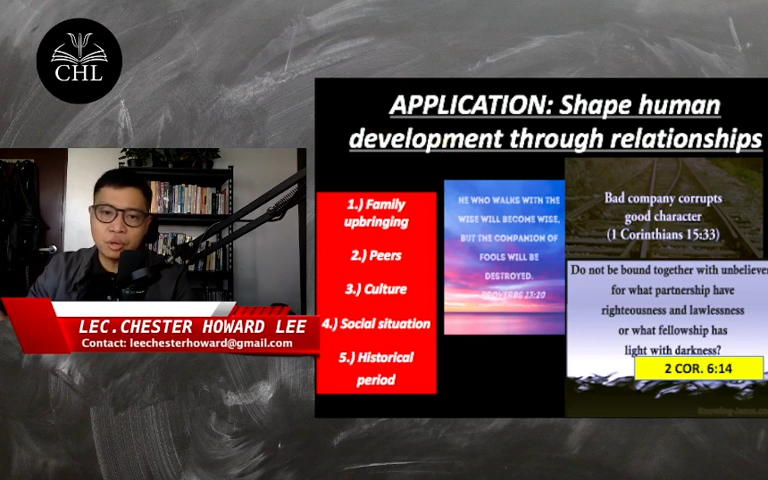 CHL
APPLICATION: Shape human
development through relationships
1.) Family
upbringing
2.) Peers
3.) Culture
4.) Social situation
5.) Historical
period
HE WHO WALKS WITH THE
WISE WILL BECOME WISE,
BUT THE COMPANION OF
FOOLS WILL BE
DESTROYED.
PROVERBS 13:20
Bad company corrupts
good character
(1 Corinthians 15:33)
Do not be bound together with unbeliever
for what partnership have
righteousness and lawlessness
or what fellowship has
light with darkness?
2 COR. 6:14
LEC.CHESTER HOWARD LEE
Contact: leechesterhoward@gmail.com